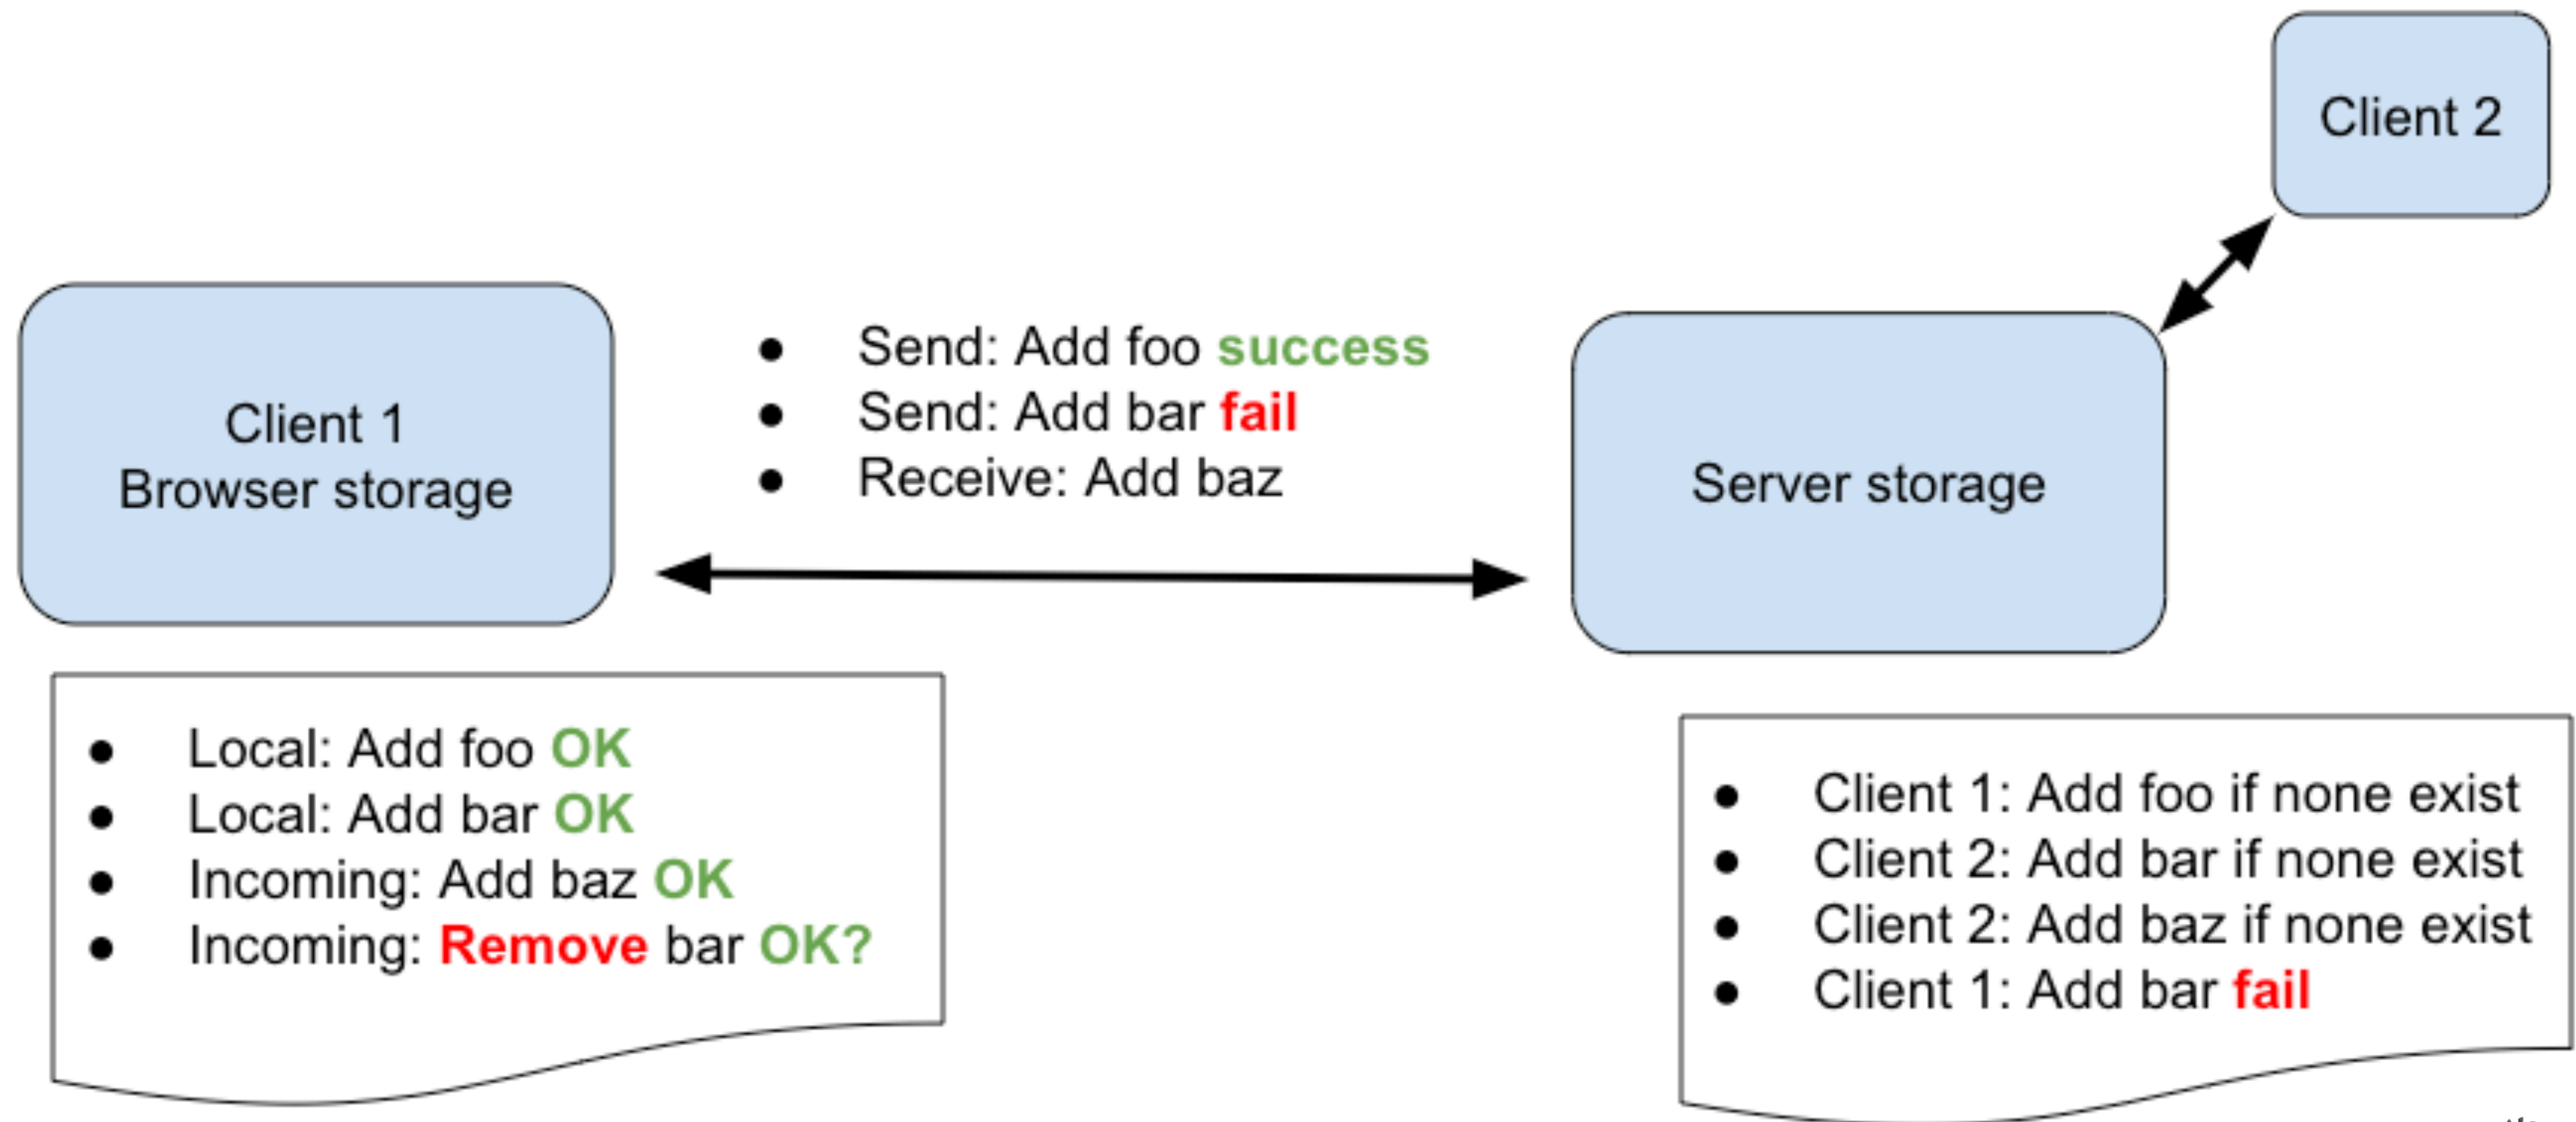 Client 2
Client 1
Browser storage
● Send: Add foo success
● Send: Add bar fail
● Receive: Add baz
Server storage
● Local: Add foo OK
● Local: Add bar OK
● Incoming: Add baz OK
● Incoming: Remove bar OK?
● Client 1: Add foo if none exist
● Client 2: Add bar if none exist
● Client 2: Add baz if none exist
● Client 1: Add bar fail